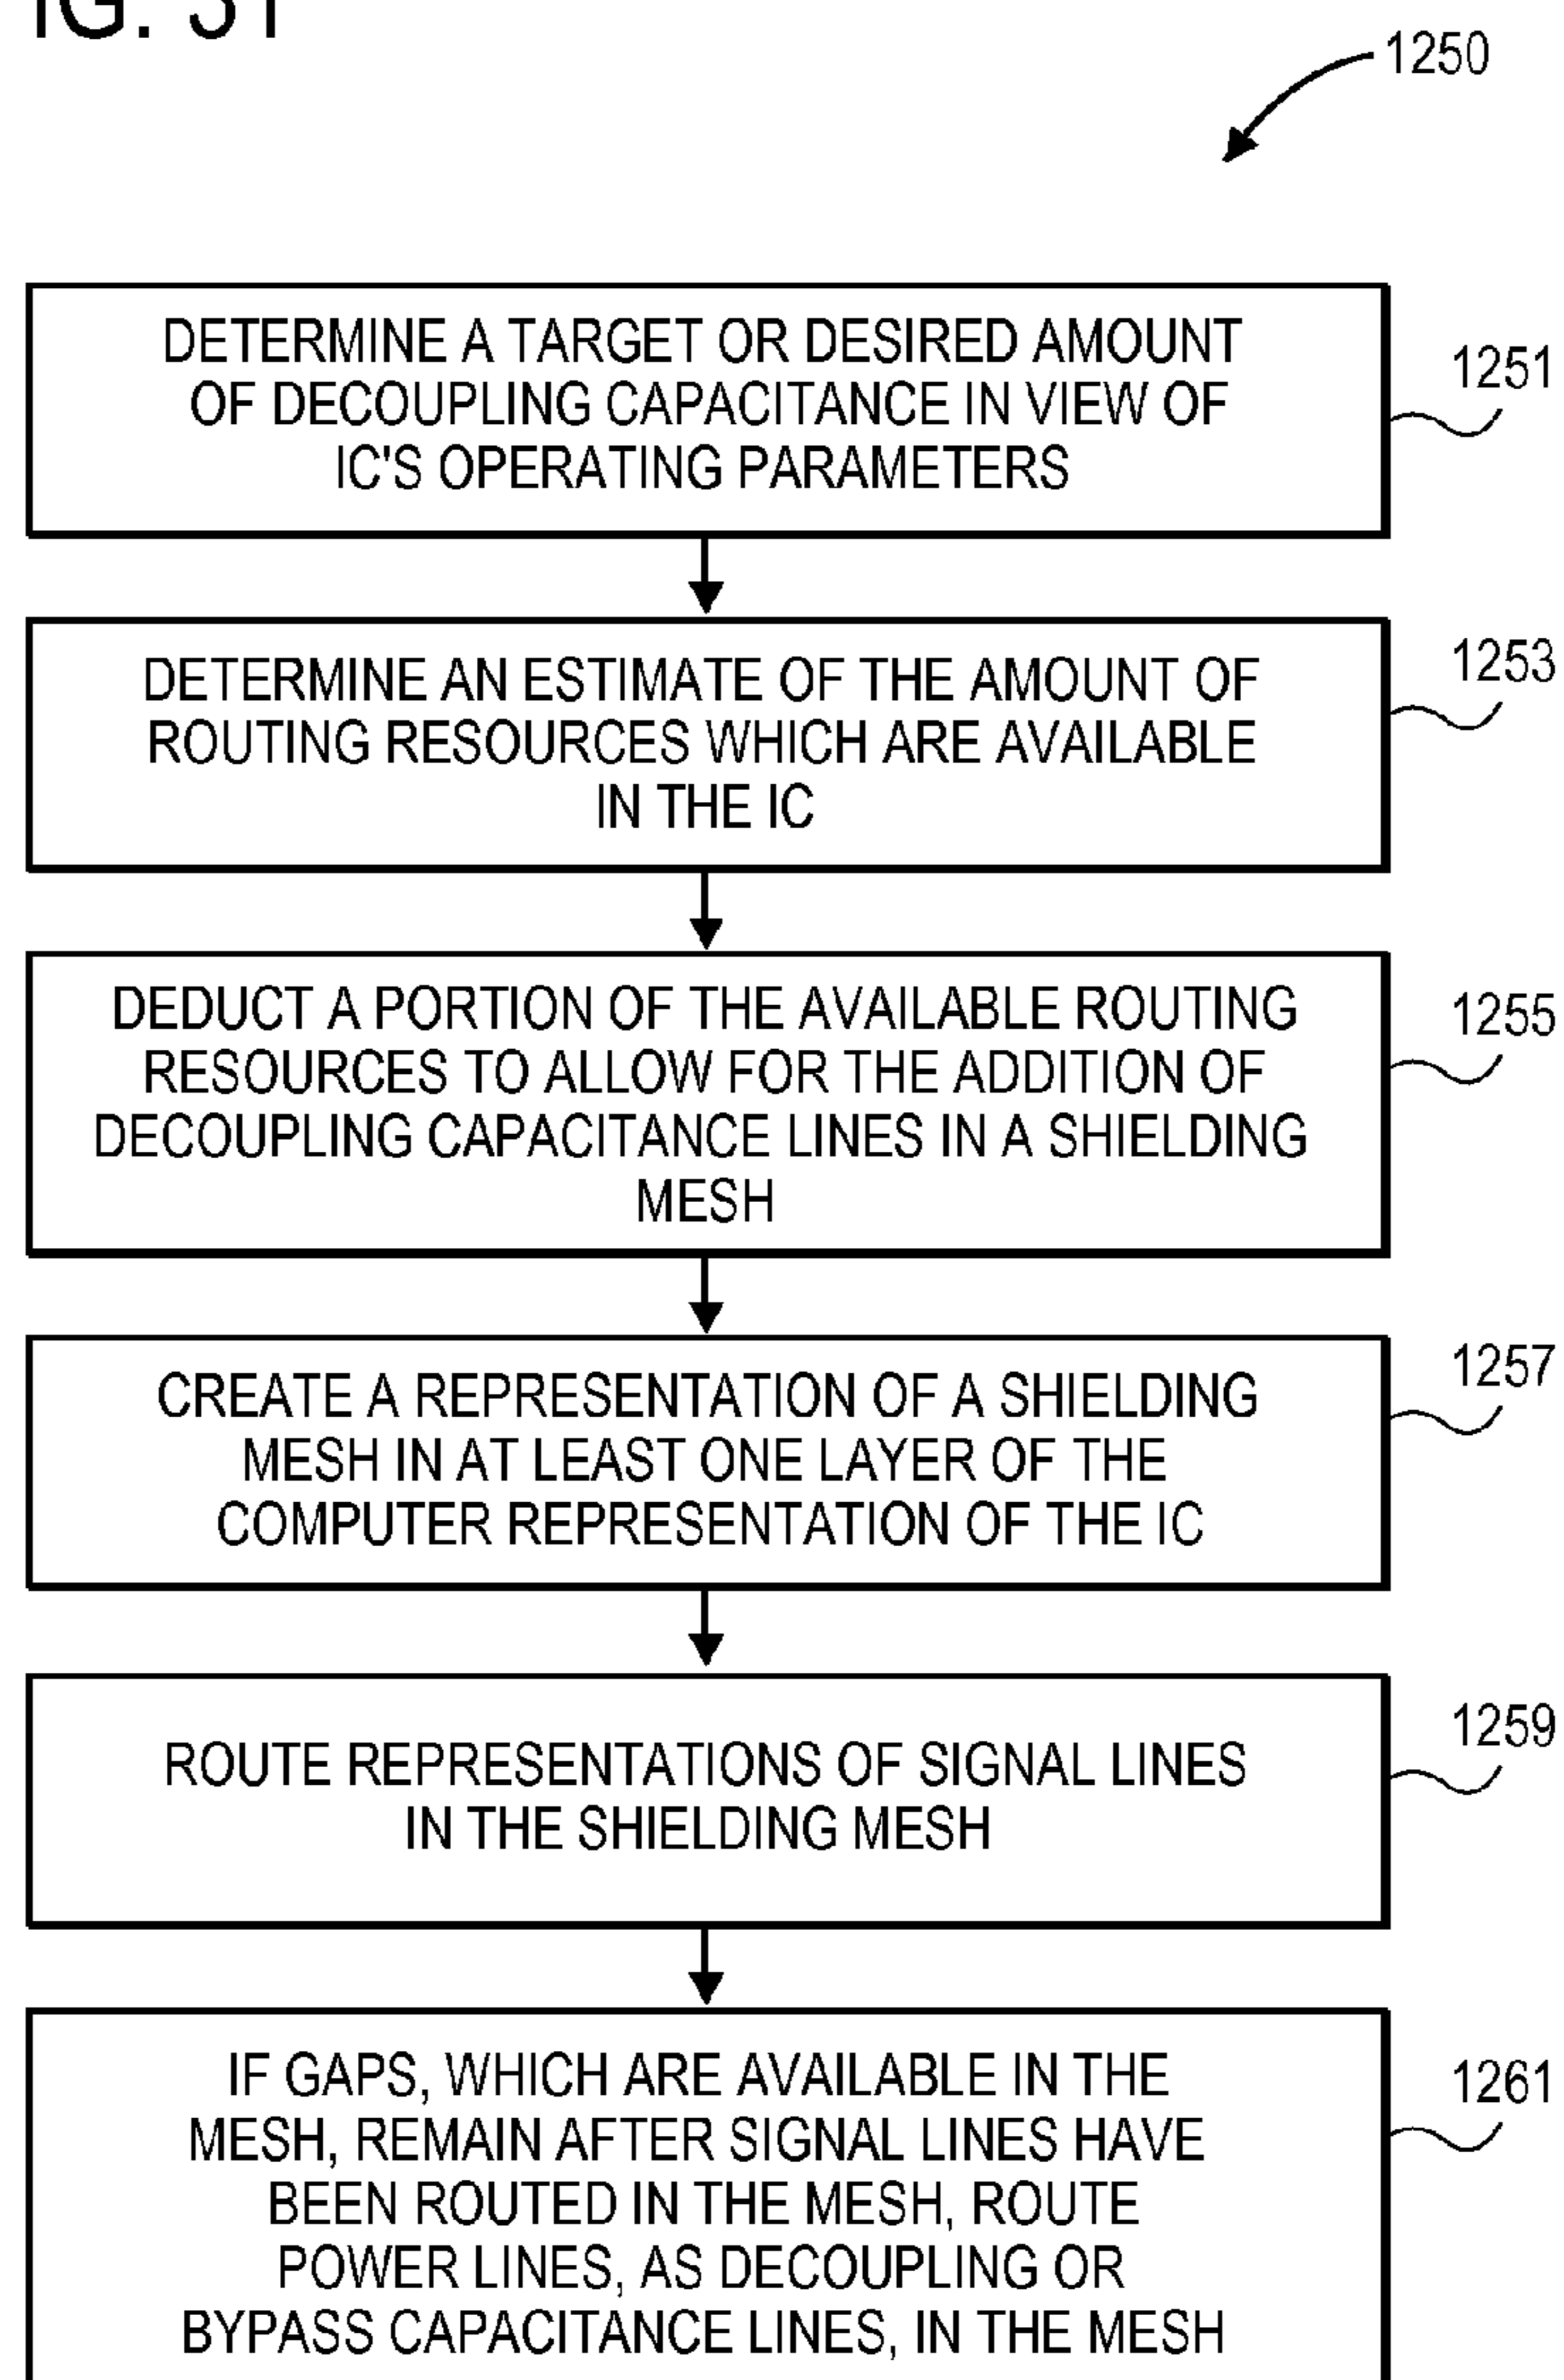 IG. 31
1250
DETERMINE A TARGET OR DESIRED AMOUNT
OF DECOUPLING CAPACITANCE IN VIEW OF
IC'S OPERATING PARAMETERS
1251
DETERMINE AN ESTIMATE OF THE AMOUNT OF
ROUTING RESOURCES WHICH ARE AVAILABLE
IN THE IC
1253
DEDUCT A PORTION OF THE AVAILABLE ROUTING
RESOURCES TO ALLOW FOR THE ADDITION OF
DECOUPLING CAPACITANCE LINES IN A SHIELDING
MESH
1255
CREATE A REPRESENTATION OF A SHIELDING
MESH IN AT LEAST ONE LAYER OF THE
COMPUTER REPRESENTATION OF THE IC
1257
ROUTE REPRESENTATIONS OF SIGNAL LINES
IN THE SHIELDING MESH
1259
IF GAPS, WHICH ARE AVAILABLE IN THE
MESH, REMAIN AFTER SIGNAL LINES HAVE
BEEN ROUTED IN THE MESH, ROUTE
POWER LINES, AS DECOUPLING OR
BYPASS CAPACITANCE LINES, IN THE MESH
1261